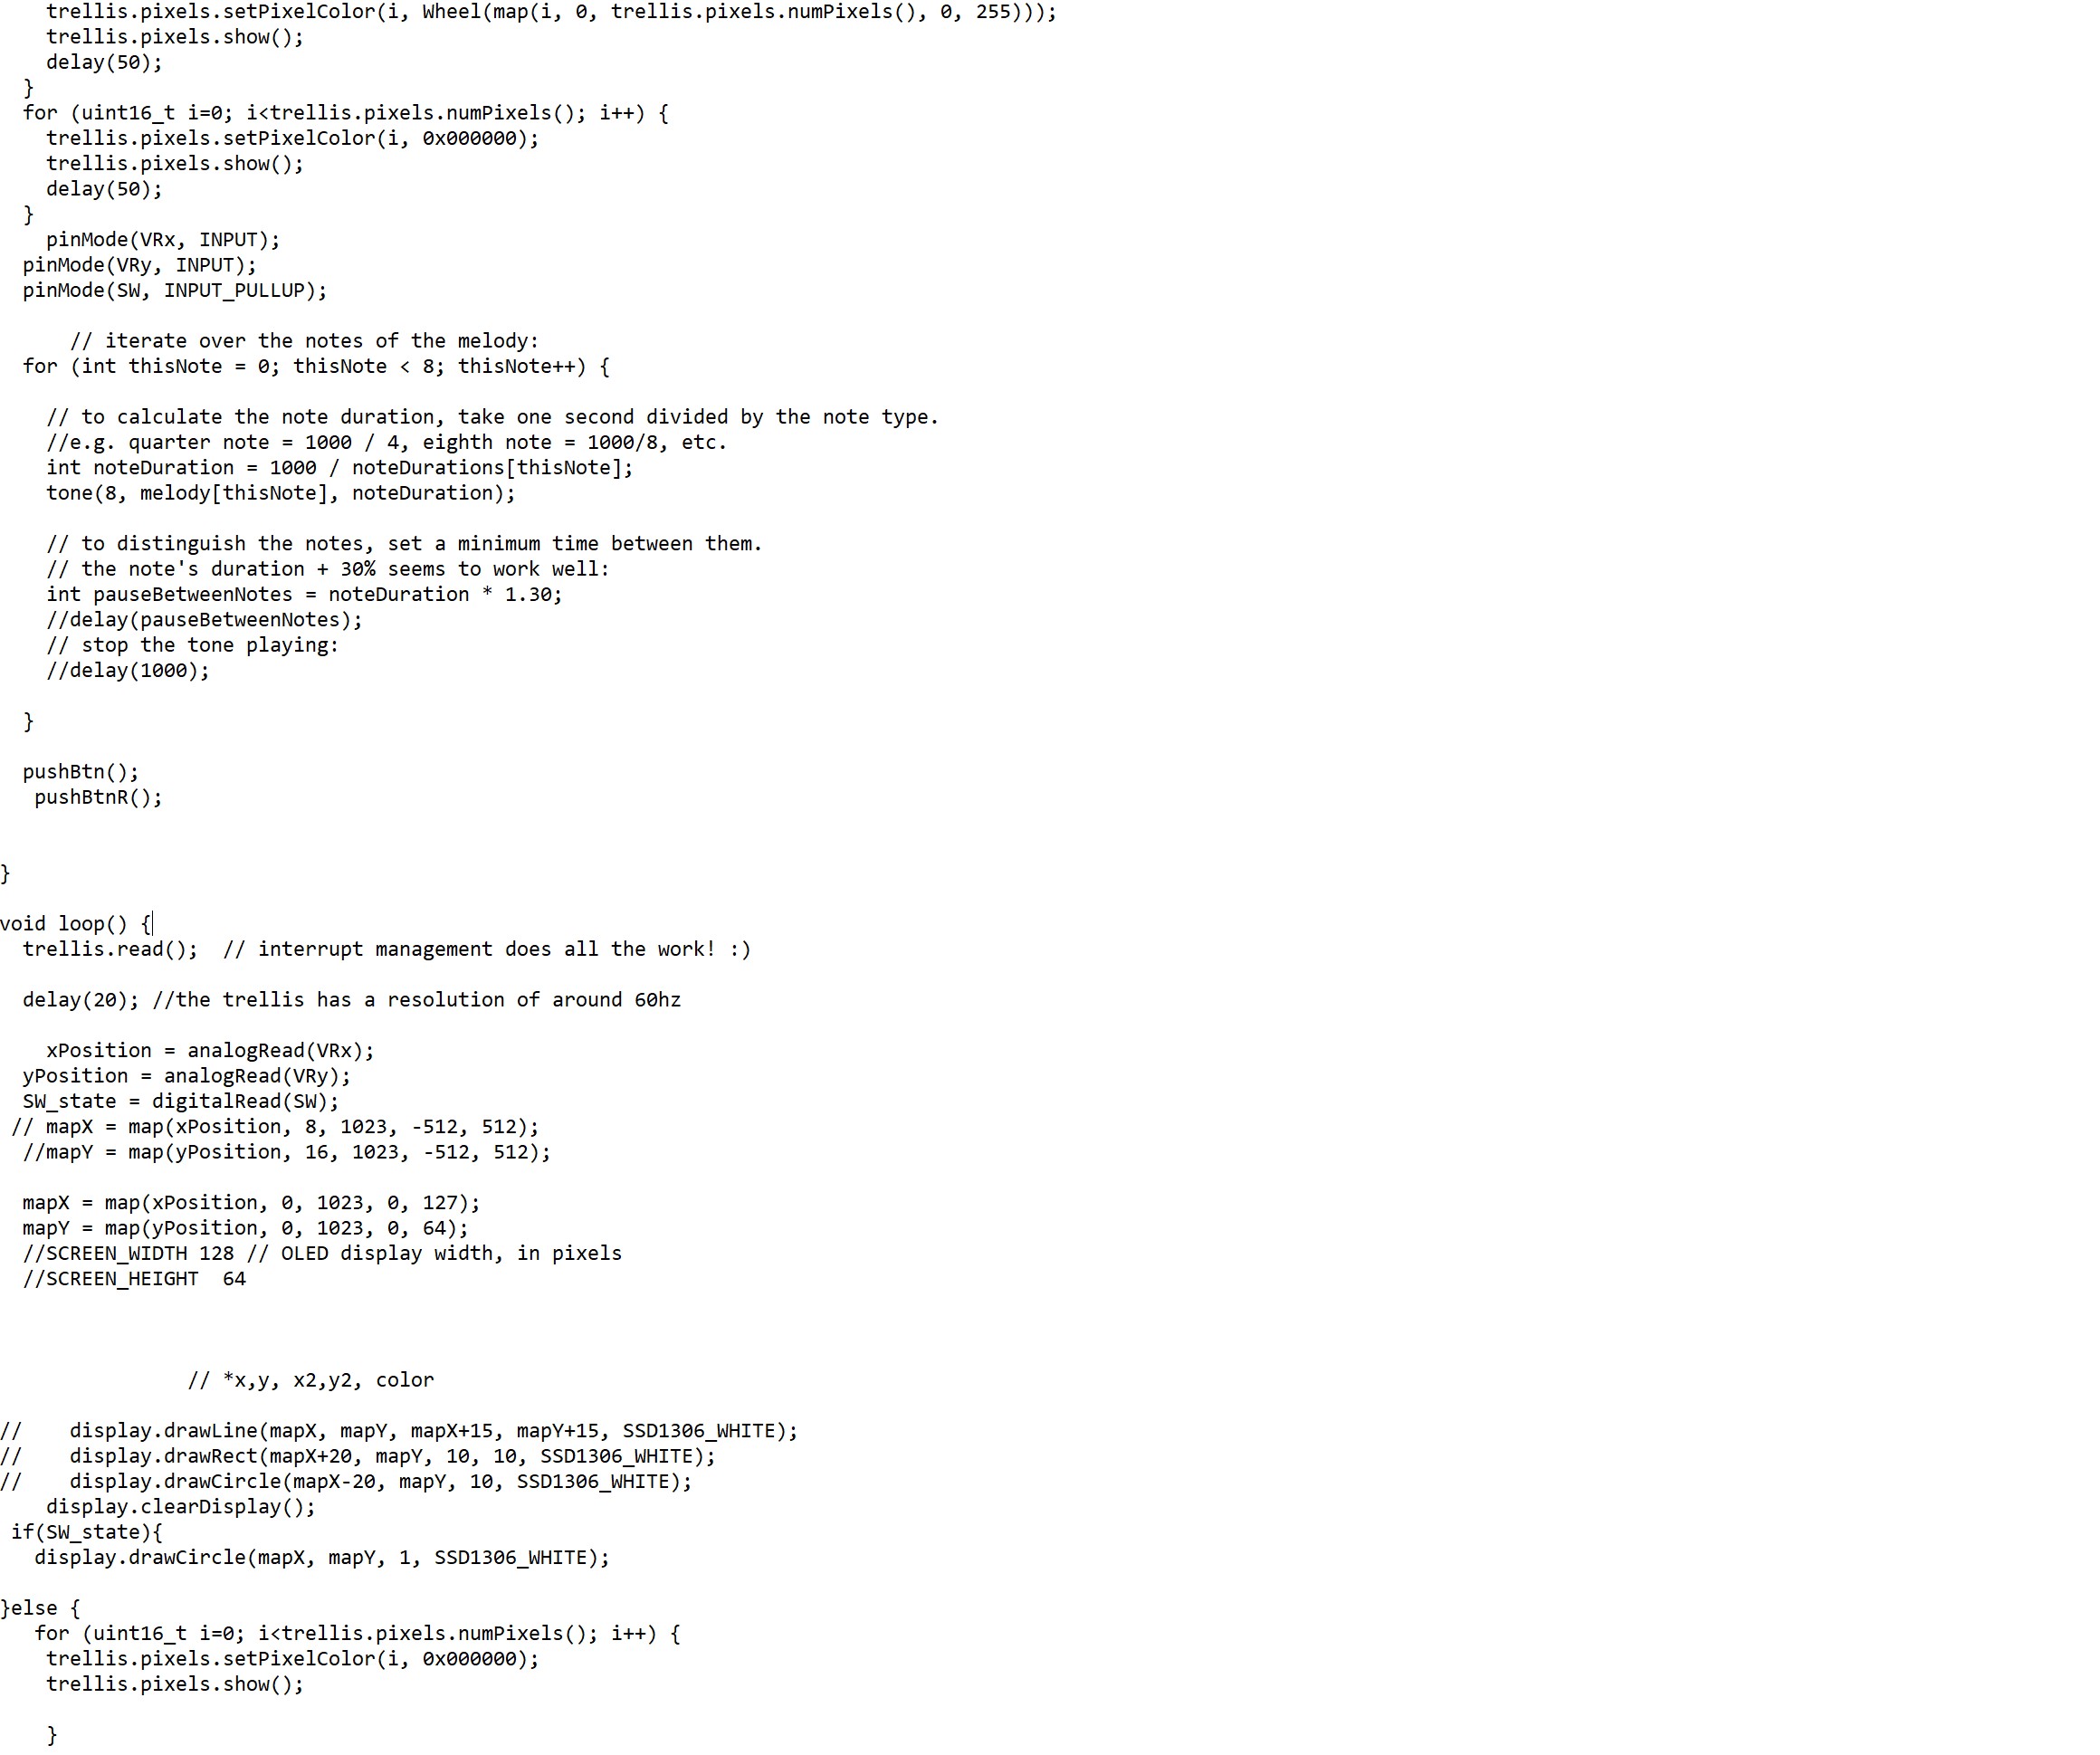 trellis.pixels.setPixelColor(i, Wheel(map(i, 0, trellis.pixels.numPixels(), 0, 255)));
    trellis.pixels.show();
    delay(50);
  }
  for (uint16_t i=0; i<trellis.pixels.numPixels(); i++) {
    trellis.pixels.setPixelColor(i, 0x000000);
    trellis.pixels.show();
    delay(50);
  }
    pinMode(VRx, INPUT);
  pinMode(VRy, INPUT);
  pinMode(SW, INPUT_PULLUP);

      // iterate over the notes of the melody:
  for (int thisNote = 0; thisNote < 8; thisNote++) {

    // to calculate the note duration, take one second divided by the note type.
    //e.g. quarter note = 1000 / 4, eighth note = 1000/8, etc.
    int noteDuration = 1000 / noteDurations[thisNote];
    tone(8, melody[thisNote], noteDuration);

    // to distinguish the notes, set a minimum time between them.
    // the note's duration + 30% seems to work well:
    int pauseBetweenNotes = noteDuration * 1.30;
    //delay(pauseBetweenNotes);
    // stop the tone playing:
    //delay(1000);

  }

  pushBtn();
   pushBtnR();


}

void loop() {
  trellis.read();  // interrupt management does all the work! :)

  delay(20); //the trellis has a resolution of around 60hz

    xPosition = analogRead(VRx);
  yPosition = analogRead(VRy);
  SW_state = digitalRead(SW);
 // mapX = map(xPosition, 8, 1023, -512, 512);
  //mapY = map(yPosition, 16, 1023, -512, 512);

  mapX = map(xPosition, 0, 1023, 0, 127);
  mapY = map(yPosition, 0, 1023, 0, 64);
  //SCREEN_WIDTH 128 // OLED display width, in pixels
  //SCREEN_HEIGHT  64



                // *x,y, x2,y2, color

//    display.drawLine(mapX, mapY, mapX+15, mapY+15, SSD1306_WHITE);
//    display.drawRect(mapX+20, mapY, 10, 10, SSD1306_WHITE);
//    display.drawCircle(mapX-20, mapY, 10, SSD1306_WHITE);
    display.clearDisplay();
 if(SW_state){
   display.drawCircle(mapX, mapY, 1, SSD1306_WHITE);

}else {
   for (uint16_t i=0; i<trellis.pixels.numPixels(); i++) {
    trellis.pixels.setPixelColor(i, 0x000000);
    trellis.pixels.show();

    }